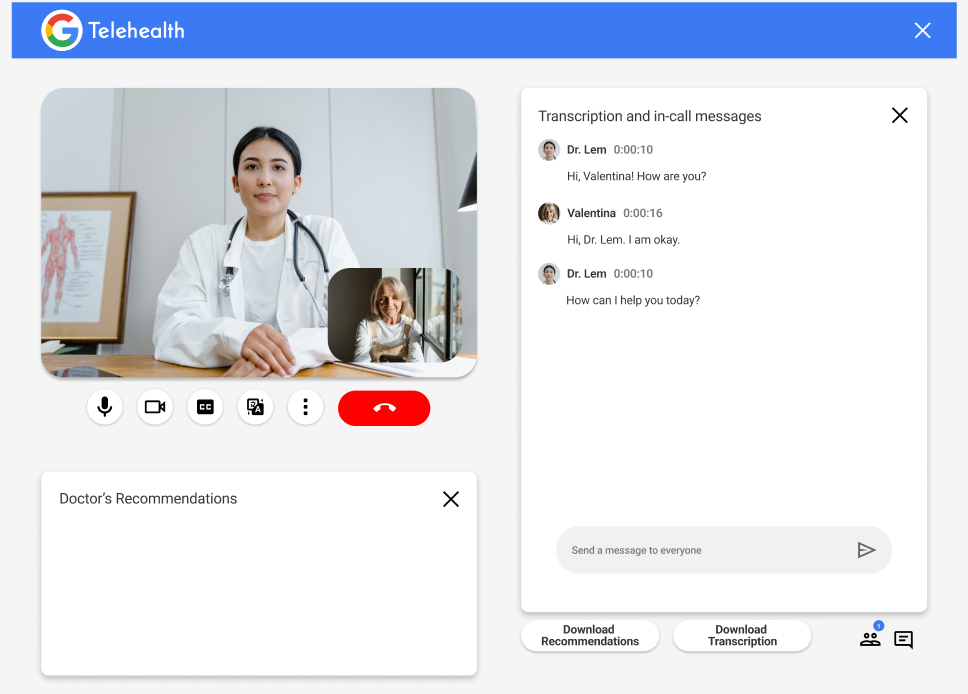 G Telehealth
Transcription and in-call messages
Dr. Lem 0:00:10
Hi, Valentina! How are you?
Valentina 0:00:16
Hi, Dr. Lem. I am okay.
Dr. Lem 0:00:10
How can I help you today?
Send a message to everyone
CC
A
Doctor's Recommendations
Download
Recommendations
Download
Transcription
1